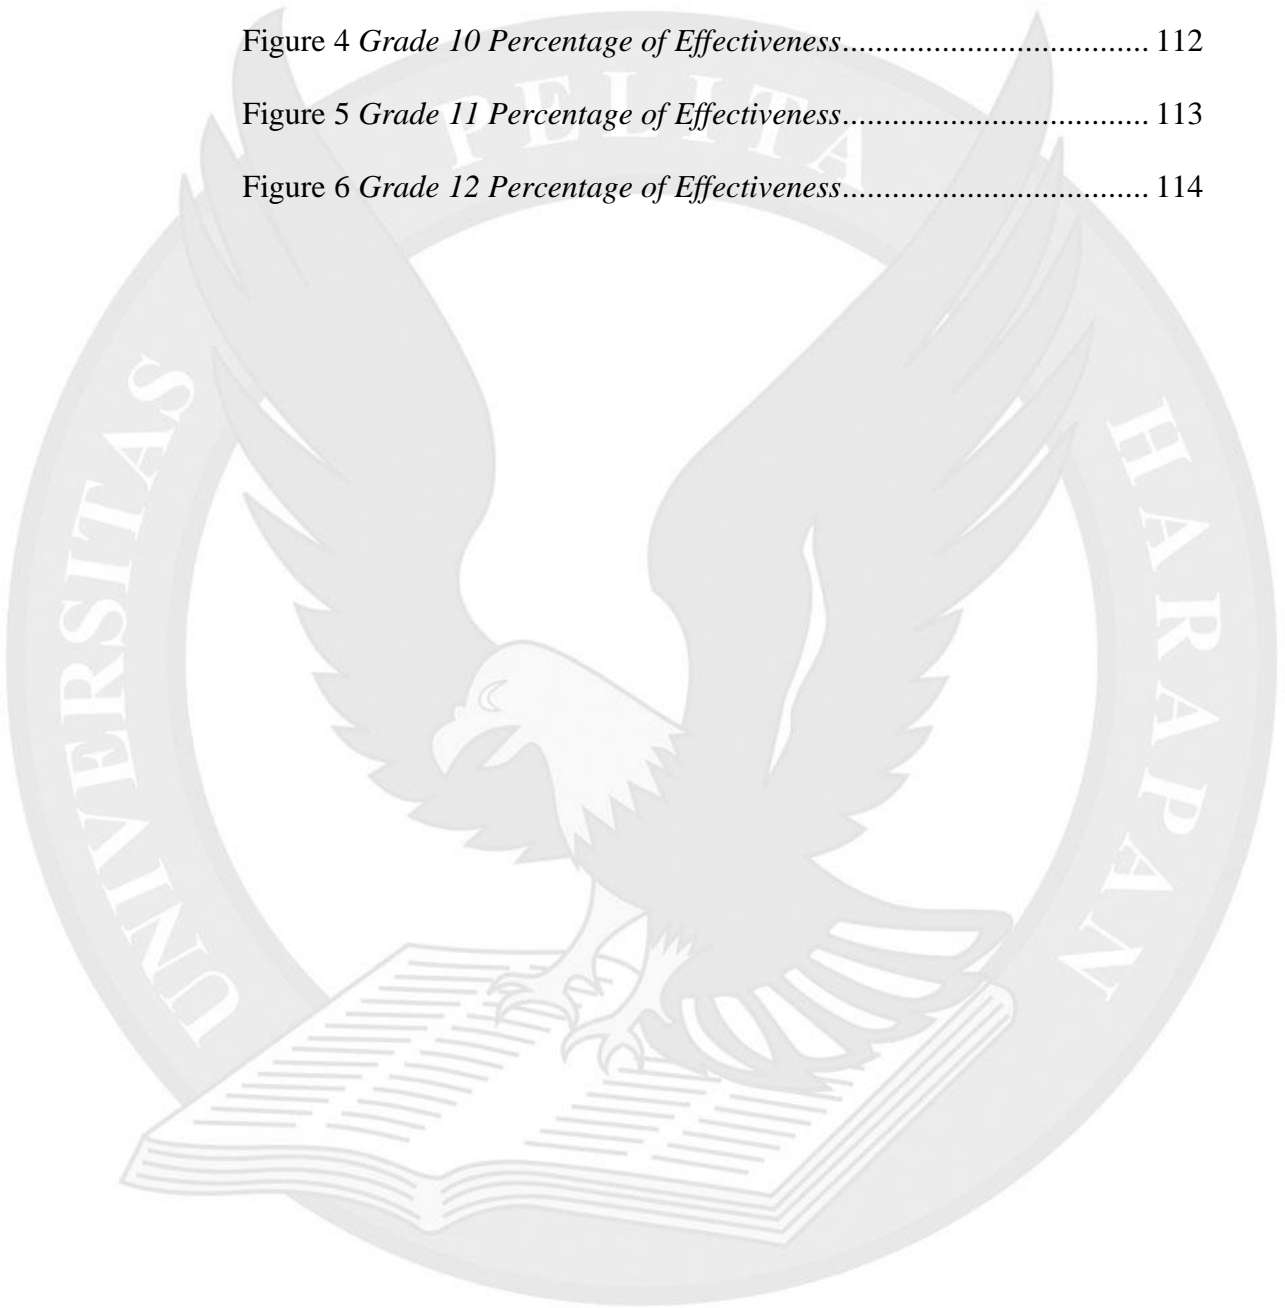 Figure 4 Grade 10 Percentage of Effectiveness.................................... 112
Figure 5 Grade 11 Percentage of Effectiveness.................................... 113
Figure 6 Grade 12 Percentage of Effectiveness.................................... 114
UNIVERSITAS PELITA HARAPAN